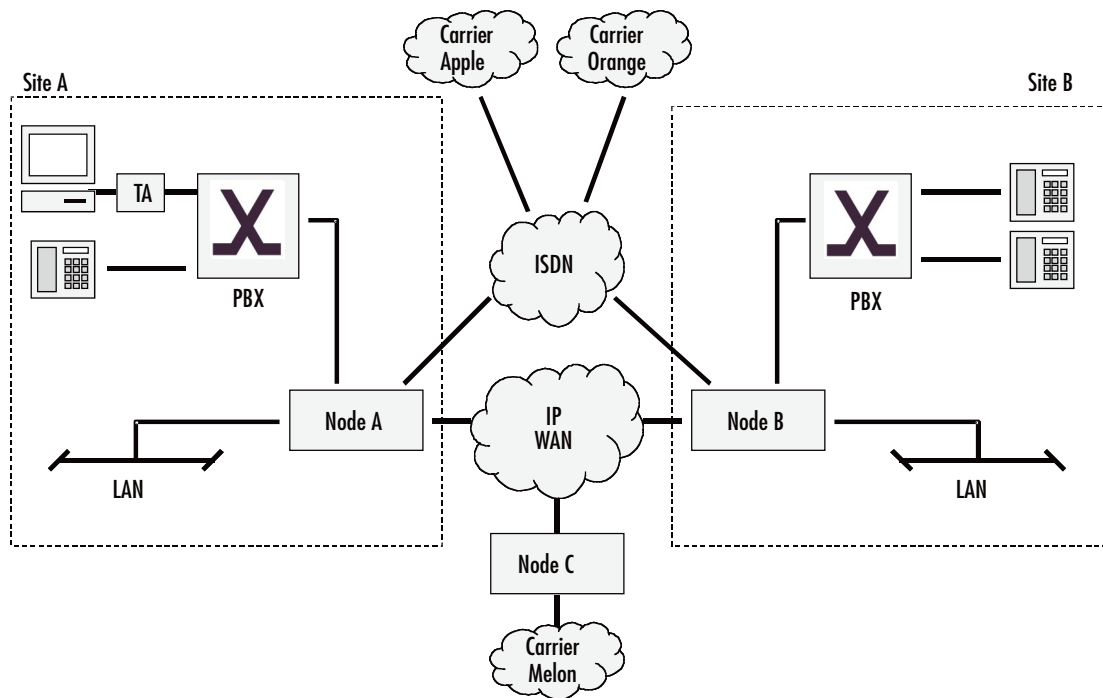 Carrier
Apple
Carrier
Orange
Site A
Site B
TA
PBX
ISDN
PBX
Node A
IP
WAN
Node B
LAN
LAN
Node C
Carrier
Melon